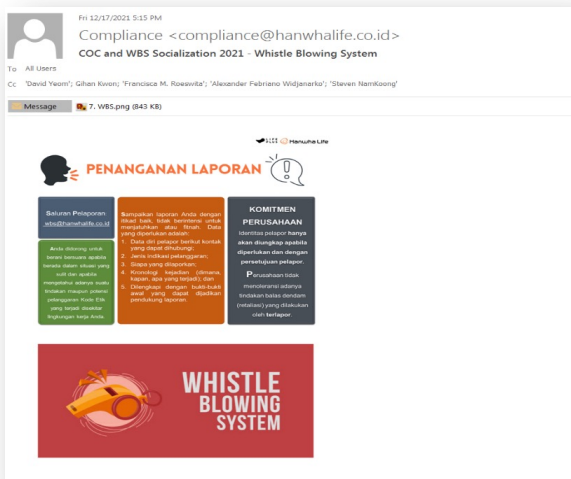 Fri 12/17/2021 5:15 PM
Compliance <compliance@hanwhalife.co.id>
COC and WBS Socialization 2021 - Whistle Blowing System
To All Users
Cc 'David Yeom'; Gihan Kwon; 'Francisca M. Roeswita'; 'Alexander Febriano Widjanarko'; 'Steven NamKoong'
Message
7. WBS.png (843 KB)
Hanwha Life
PENANGANAN LAPORAN
Saluran Pelaporan
wbs@hanwhalife.co.id
Anda didorong untuk
berani bersuara apabila
berada dalam situasi yang
sulit dan apabila
mengetahui adanya suatu
tindakan maupun potensi
pelanggaran Kode Etik
yang terjadi disekitar
lingkungan kerja Anda.
Sampaikan laporan Anda dengan
itikad baik, tidak berintensi untuk
menjatuhkan atau fitnah. Data
yang diperlukan adalah:
1. Data diri pelapor berikut kontak
yang dapat dihubungi;
2. Jenis indikasi pelanggaran;
3. Siapa yang dilaporkan;
4. Kronologi kejadian (dimana,
kapan, apa yang terjadi); dan
5. Dilengkapi dengan bukti-bukti
awal yang dapat dijadikan
pendukung laporan.
KOMITMEN
PERUSAHAAN
Identitas pelapor hanya
akan diungkap apabila
diperlukan dan dengan
persetujuan pelapor.
Perusahaan tidak
menoleransi adanya
tindakan balas dendam
(retaliasi) yang dilakukan
oleh terlapor.
WHISTLE
BLOWING
SYSTEM